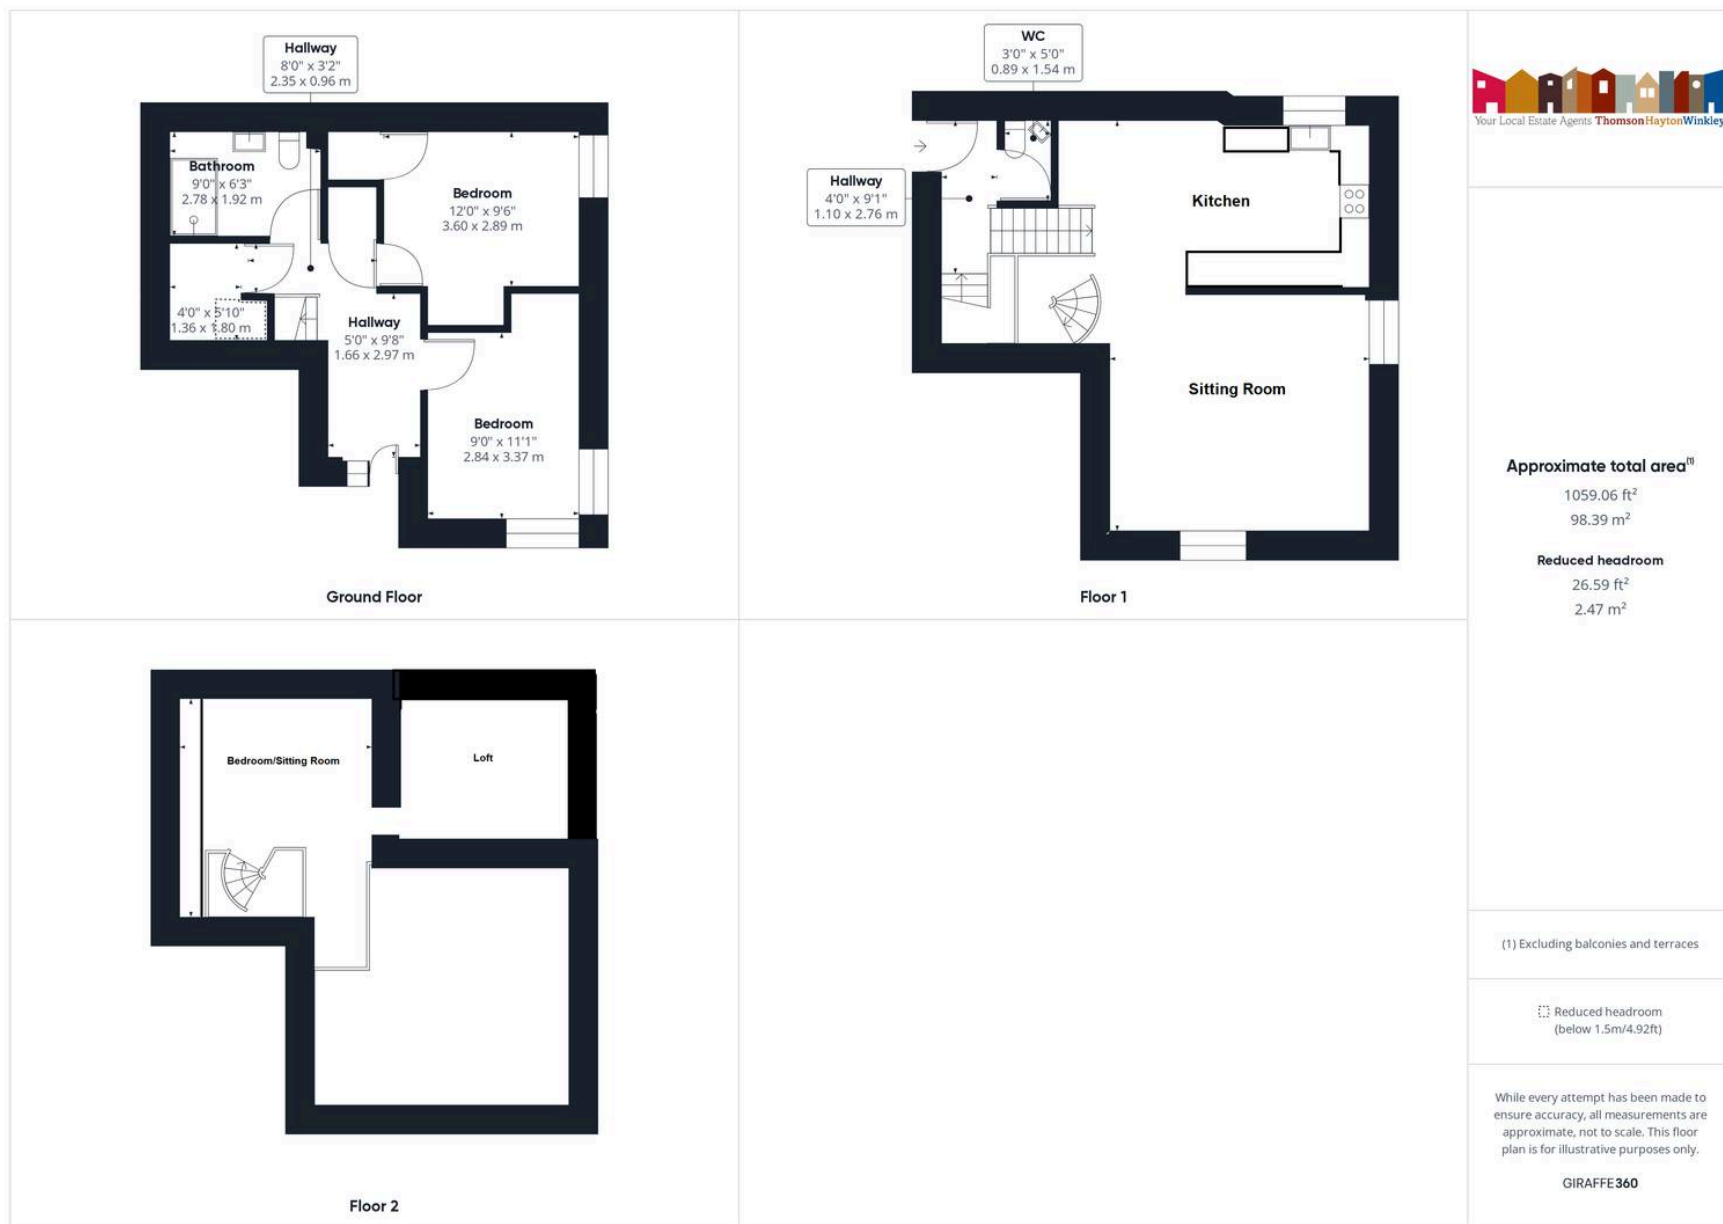 Hallway
8'0" x 3'2"
2.35 x 0.96 m
Bathroom
9'0" x 6'3"
2.78 x 1.92 m
Bedroom
12'0" x 9'6"
3.60 x 2.89 m
4'0" x 5'10"
1.36 x 1.80 m
Hallway
5'0" x 9'8"
1.66 x 2.97 m
Bedroom
9'0" x 11'1"
2.84 x 3.37 m
Ground Floor
WC
3'0" x 5'0"
0.89 x 1.54 m
Hallway
4'0" x 9'1"
1.10 x 2.76 m
Kitchen
Sitting Room
Floor 1
Bedroom/Sitting Room
Loft
Floor 2
Your Local Estate Agents ThomsonHaytonWinkley
Approximate total area(1)
1059.06 ft²
98.39 m²
Reduced headroom
26.59 ft²
2.47 m²
(1) Excluding balconies and terraces
Reduced headroom
(below 1.5m/4.92ft)
While every attempt has been made to
ensure accuracy, all measurements are
approximate, not to scale. This floor
plan is for illustrative purposes only.
GIRAFFE360